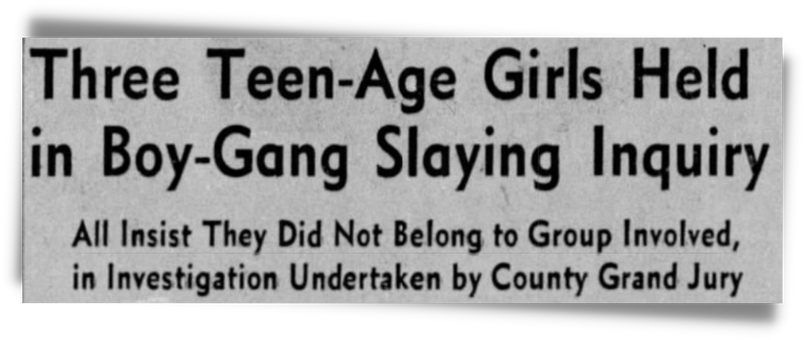 Three Teen-Age Girls Held
in Boy-Gang Slaying Inquiry
All Insist They Did Not Belong to Group Involved,
in Investigation Undertaken by County Grand Jury